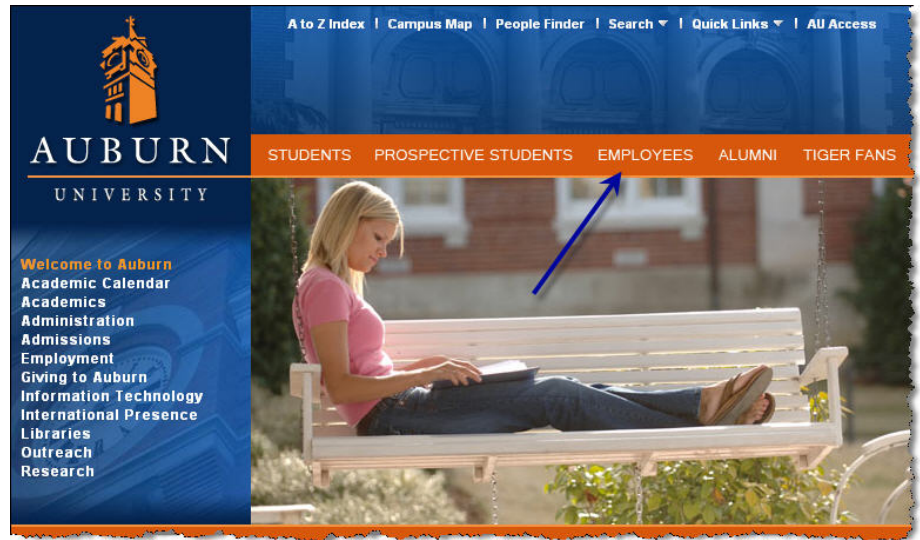 A to Z Index | Campus Map | People Finder | Search | Quick Links | AU Access
AUBURN
UNIVERSITY
STUDENTS PROSPECTIVE STUDENTS EMPLOYEES ALUMNI TIGER FANS
Welcome to Auburn
Academic Calendar
Academics
Administration
Admissions
Employment
Giving to Auburn
Information Technology
International Presence
Libraries
Outreach
Research